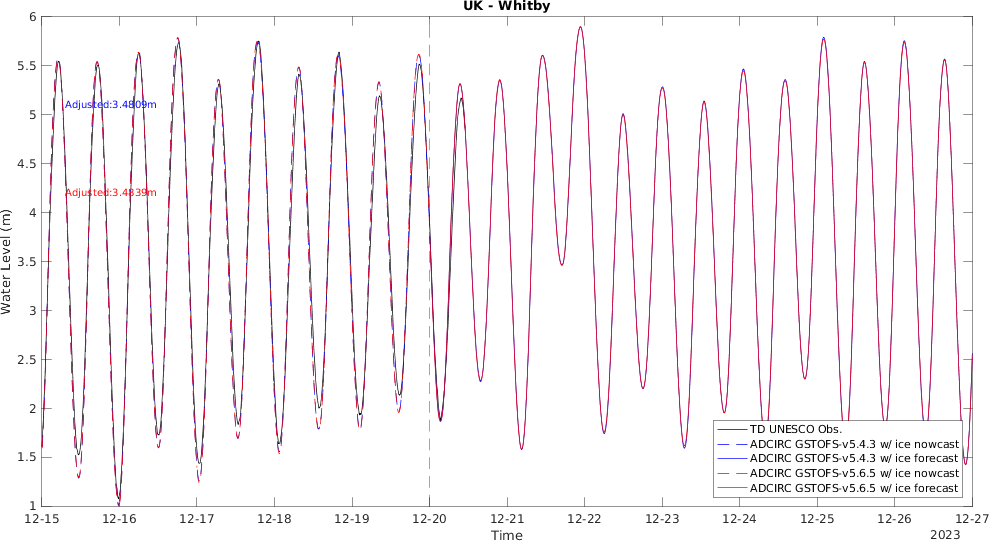 UK - Whitby
6
5.5
5
4.5
4
3.5
3
2.5
2
1.5
1
Water Level (m)
Adjusted:3.4809m
Adjusted:3.4839m
TD UNESCO Obs.
ADCIRC GSTOFS-v5.4.3 w/ ice nowcast
ADCIRC GSTOFS-v5.4.3 w/ ice forecast
ADCIRC GSTOFS-v5.6.5 w/ ice nowcast
ADCIRC GSTOFS-v5.6.5 w/ ice forecast
12-15 12-16 12-17 12-18 12-19 12-20 12-21 12-22 12-23 12-24 12-25 12-26 12-27
Time
2023